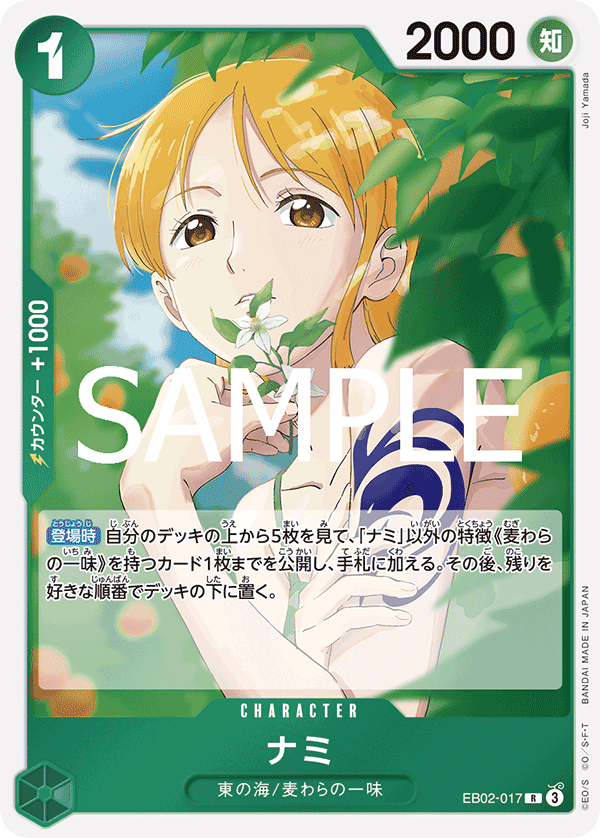 1
2000 知
Joji Yamada
カウンター +1000
SAMPLE
登場時 自分のデッキの上から5枚を見て、「ナミ」以外の特徴《麦わら
の一味》を持つカード1枚までを公開し、手札に加える。その後、残りを
好きな順番でデッキの下に置く。
CHARACTER
ナミ
東の海/麦わらの一味
EB02-017 R 3
©EO/S ©O/S・F・T BANDAI MADE IN JAPAN